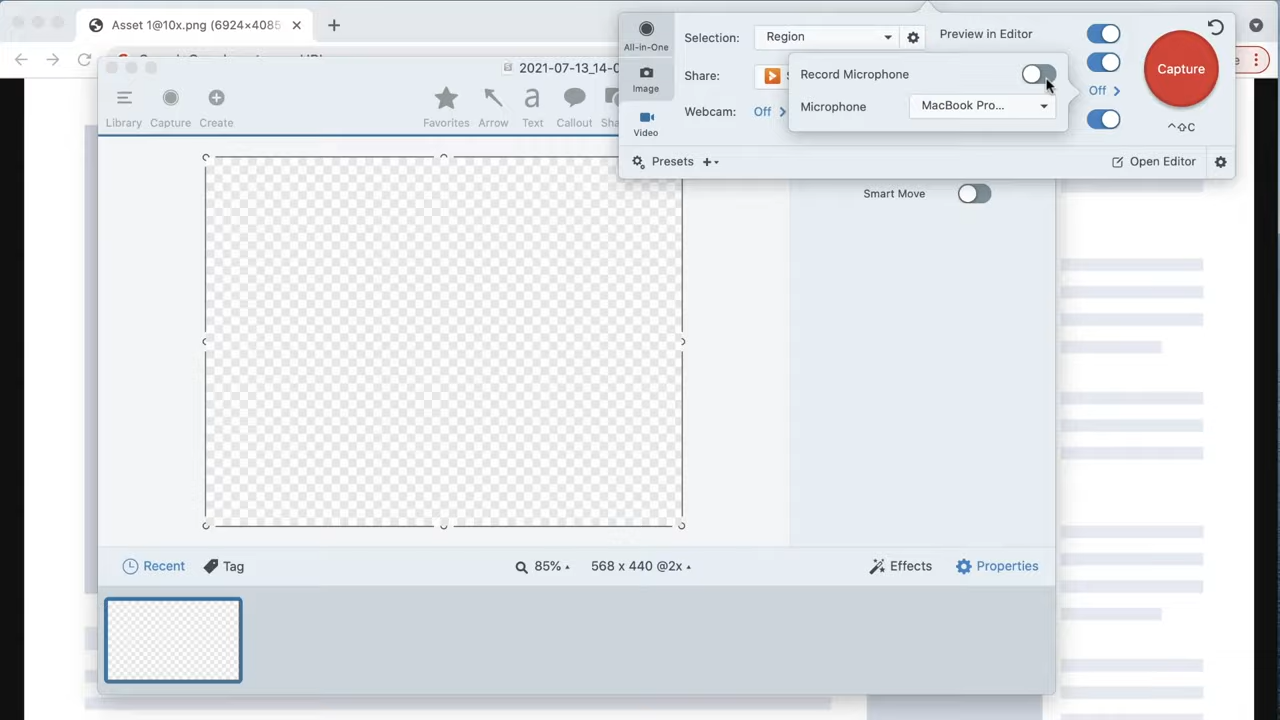 Asset 1@10x.png (6924×4085
All-in-One
Selection:
Region
Preview in Editor
Image
Share:
Record Microphone
Off
Capture
Webcam:
Off
Microphone
MacBook Pro...
Video
^⇧C
Presets
Open Editor
2021-07-13_14-0
Library
Capture
Create
Favorites
Arrow
Text
Callout
Sha
Smart Move
Recent
Tag
85%
568 x 440 @2x
Effects
Properties